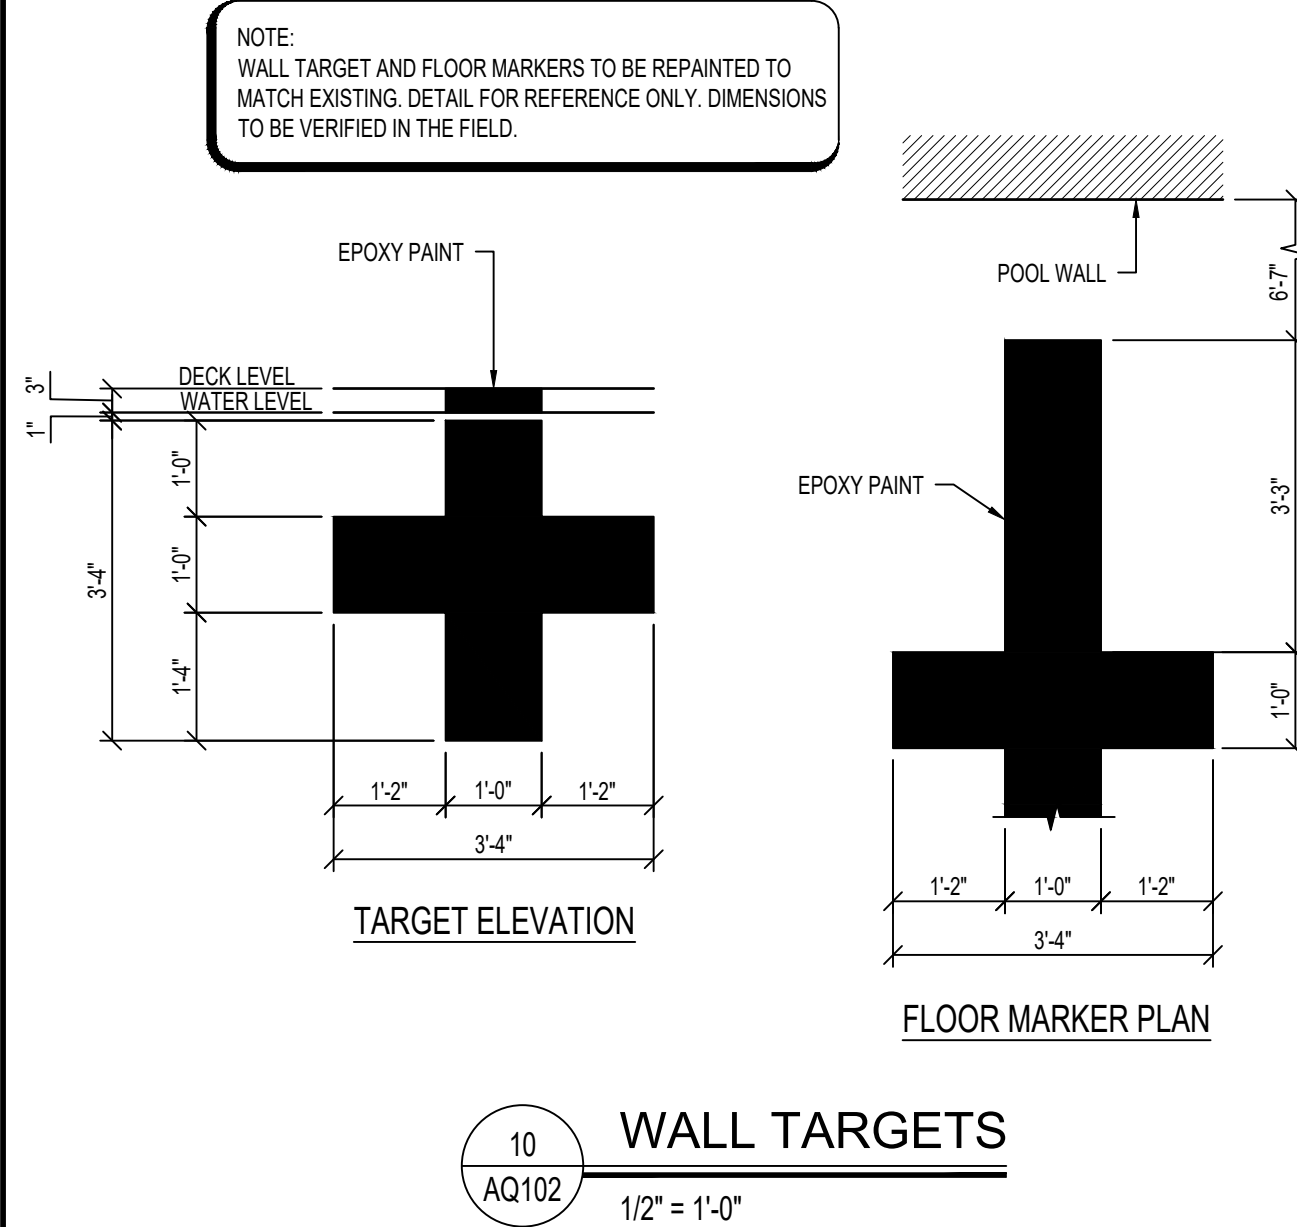 NOTE:
WALL TARGET AND FLOOR MARKERS TO BE REPAINTED TO
MATCH EXISTING. DETAIL FOR REFERENCE ONLY. DIMENSIONS
TO BE VERIFIED IN THE FIELD.
EPOXY PAINT
DECK LEVEL
WATER LEVEL
3"
1"
1'-0"
1'-0"
1'-4"
3'-4"
1'-2"
1'-0"
1'-2"
3'-4"
TARGET ELEVATION
POOL WALL
6'-7"
EPOXY PAINT
3'-3"
1'-0"
1'-2"
1'-0"
1'-2"
3'-4"
FLOOR MARKER PLAN
10
AQ102
WALL TARGETS
1/2" = 1'-0"